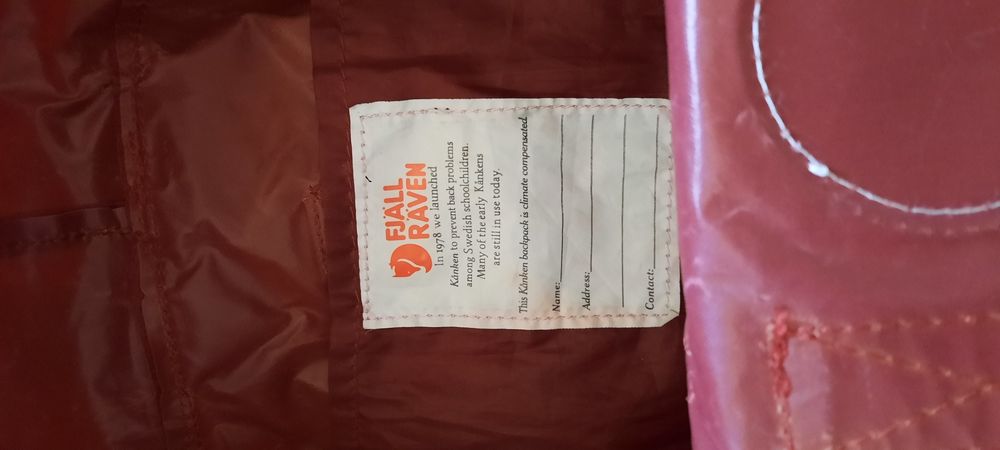 FJÄLL
RÄVEN
In 1978 we launched
Kånken to prevent back problems
among Swedish schoolchildren.
Many of the early Kånkens
are still in use today.
This Kånken backpack is climate compensated.
Name:
Address:
Contact: